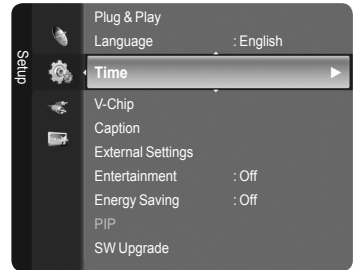 Setup
Plug & Play
Language : English
Time
V-Chip
Caption
External Settings
Entertainment : Off
Energy Saving : Off
PIP
SW Upgrade